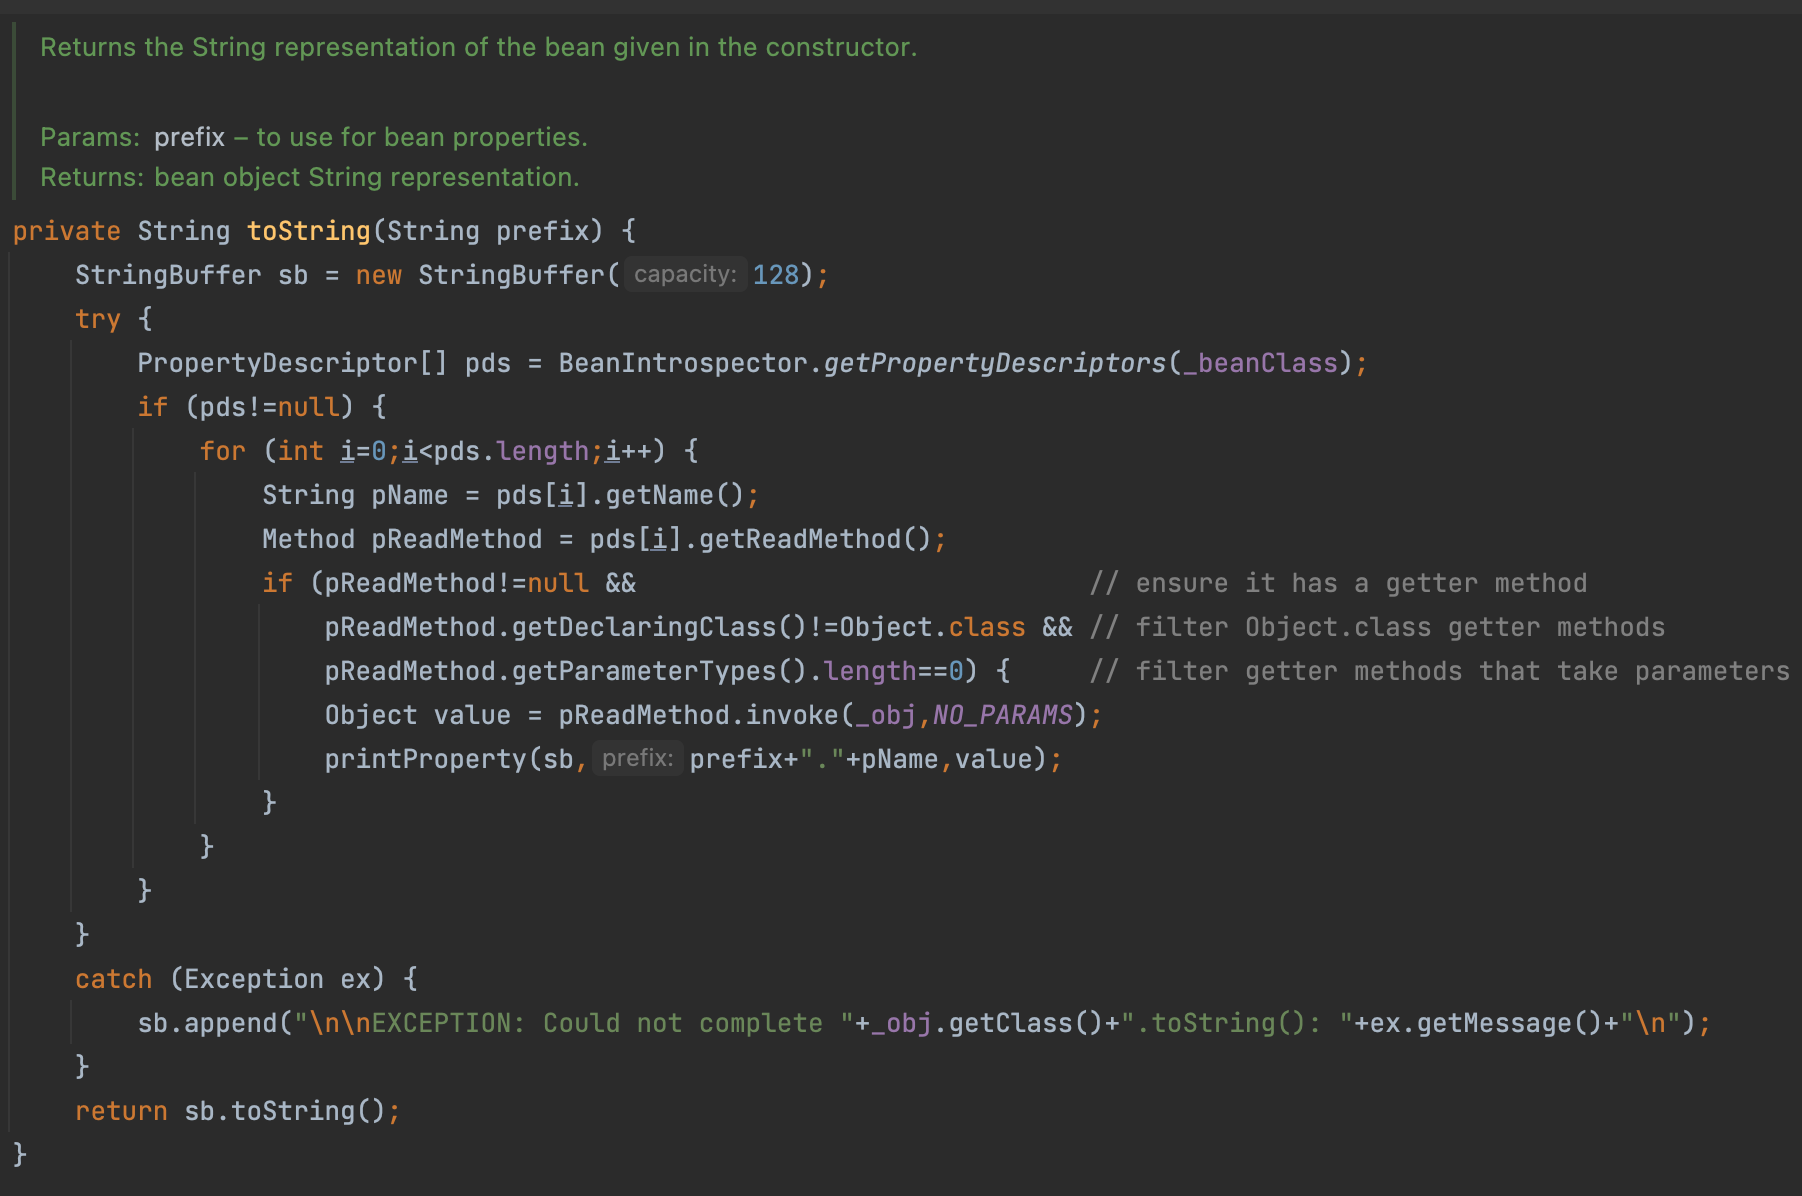 Returns the String representation of the bean given in the constructor.
Params: prefix – to use for bean properties.
Returns: bean object String representation.
private String toString(String prefix) {
    StringBuffer sb = new StringBuffer( capacity: 128);
    try {
        PropertyDescriptor[] pds = BeanIntrospector.getPropertyDescriptors(_beanClass);
        if (pds!=null) {
            for (int i=0;i<pds.length;i++) {
                String pName = pds[i].getName();
                Method pReadMethod = pds[i].getReadMethod();
                if (pReadMethod!=null &&                             // ensure it has a getter method
                    pReadMethod.getDeclaringClass()!=Object.class && // filter Object.class getter methods
                    pReadMethod.getParameterTypes().length==0) {     // filter getter methods that take parameters
                    Object value = pReadMethod.invoke(_obj,NO_PARAMS);
                    printProperty(sb, prefix: prefix+"."+pName,value);
                }
            }
        }
    }
    catch (Exception ex) {
        sb.append("\n\nEXCEPTION: Could not complete "+_obj.getClass()+".toString(): "+ex.getMessage()+"\n");
    }
    return sb.toString();
}